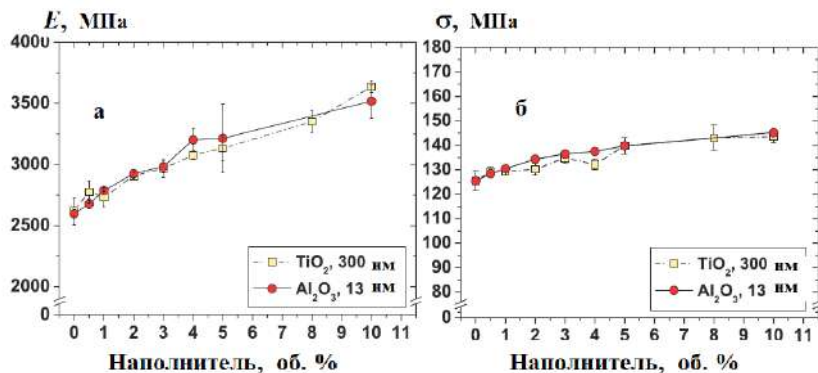 E, МПа
4000
3500
3000
2500
2000
0
0 1 2 3 4 5 6 7 8 9 10 11
Наполнитель, об. %
а
TiO₂, 300 нм
Al₂O₃, 13 нм
σ, МПа
180
170
160
150
140
130
120
110
100
90
80
0
0 1 2 3 4 5 6 7 8 9 10 11
Наполнитель, об. %
б
TiO₂, 300 нм
Al₂O₃, 13 нм